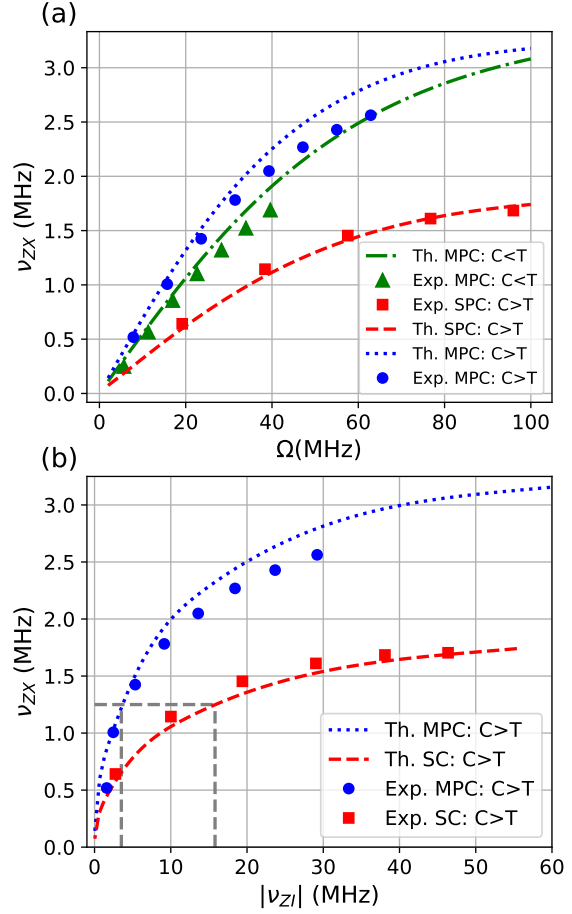 (a)
3.0
2.5
2.0
1.5
1.0
0.5
0.0
ν_ZX (MHz)
Th. MPC: C<T
Exp. MPC: C<T
Exp. SPC: C>T
Th. SPC: C>T
Th. MPC: C>T
Exp. MPC: C>T
0 20 40 60 80 100
Ω(MHz)
(b)
3.0
2.5
2.0
1.5
1.0
0.5
0.0
ν_ZX (MHz)
Th. MPC: C>T
Th. SC: C>T
Exp. MPC: C>T
Exp. SC: C>T
0 10 20 30 40 50 60
|ν_ZI| (MHz)